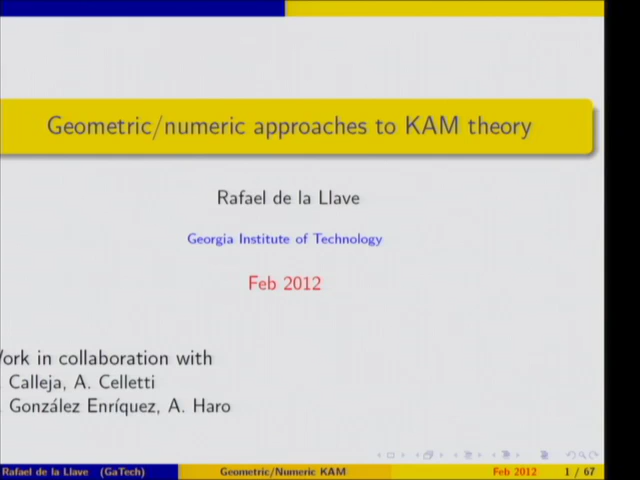 Geometric/numeric approaches to KAM theory
Rafael de la Llave
Georgia Institute of Technology
Feb 2012
ork in collaboration with
. Calleja, A. Celletti
. González Enríquez, A. Haro
Rafael de la Llave (GaTech)
Geometric/Numeric KAM
Feb 2012
1 / 67